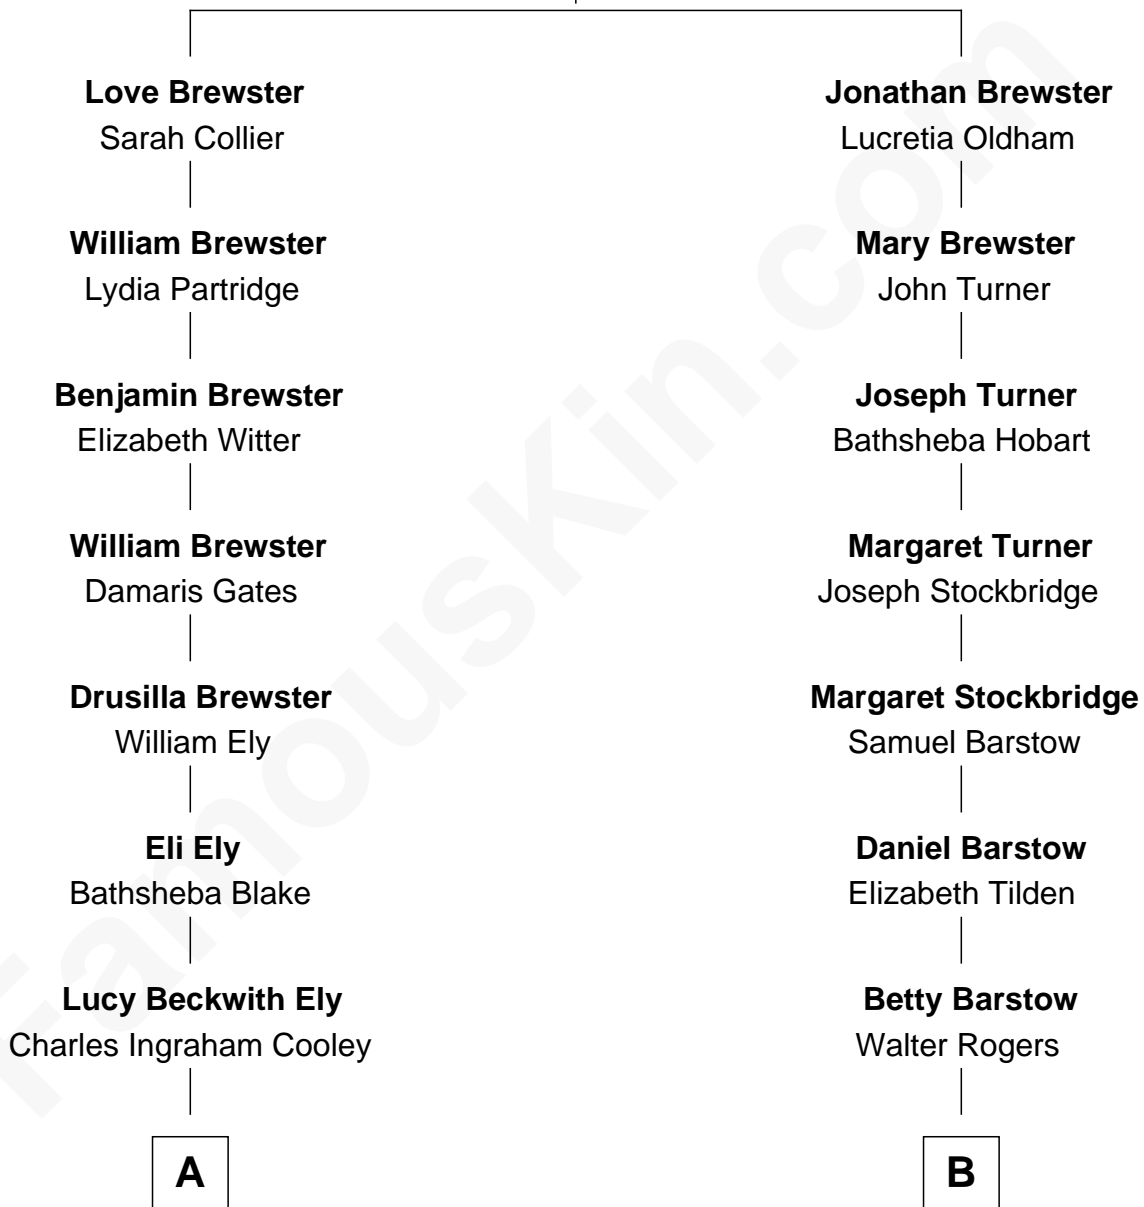 Love Brewster
Sarah Collier
William Brewster
Lydia Partridge
Benjamin Brewster
Elizabeth Witter
William Brewster
Damaris Gates
Drusilla Brewster
William Ely
Eli Ely
Bathsheba Blake
Lucy Beckwith Ely
Charles Ingraham Cooley
A
Jonathan Brewster
Lucretia Oldham
Mary Brewster
John Turner
Joseph Turner
Bathsheba Hobart
Margaret Turner
Joseph Stockbridge
Margaret Stockbridge
Samuel Barstow
Daniel Barstow
Elizabeth Tilden
Betty Barstow
Walter Rogers
B
FamousKin.com